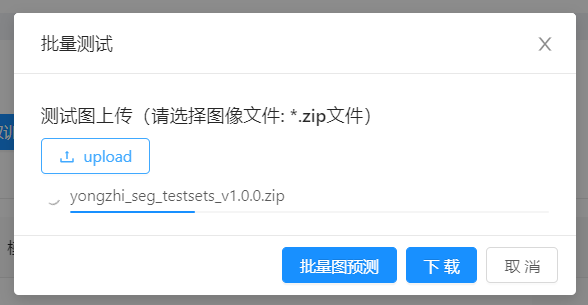 批量测试
测试图上传（请选择图像文件: *.zip文件）
upload
yongzhi_seg_testsets_v1.0.0.zip
批量图预测 下 载 取 消